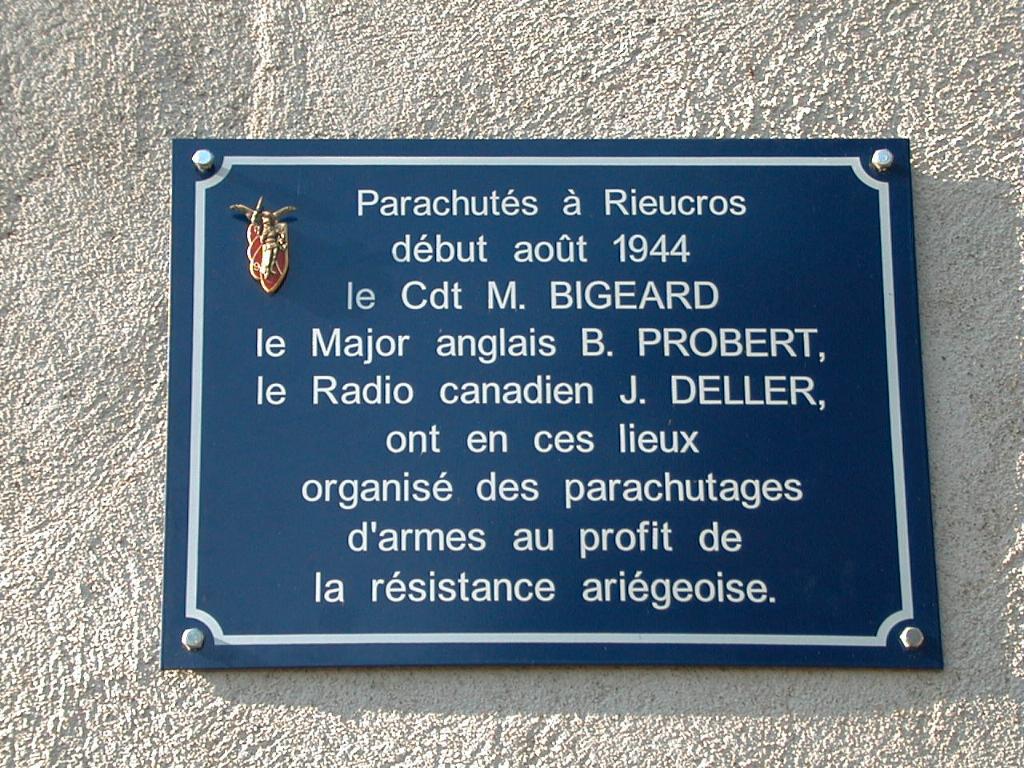 Parachutés à Rieucros
début août 1944
le Cdt M. BIGEARD
le Major anglais B. PROBERT,
le Radio canadien J. DELLER,
ont en ces lieux
organisé des parachutages
d'armes au profit de
la résistance ariégeoise.